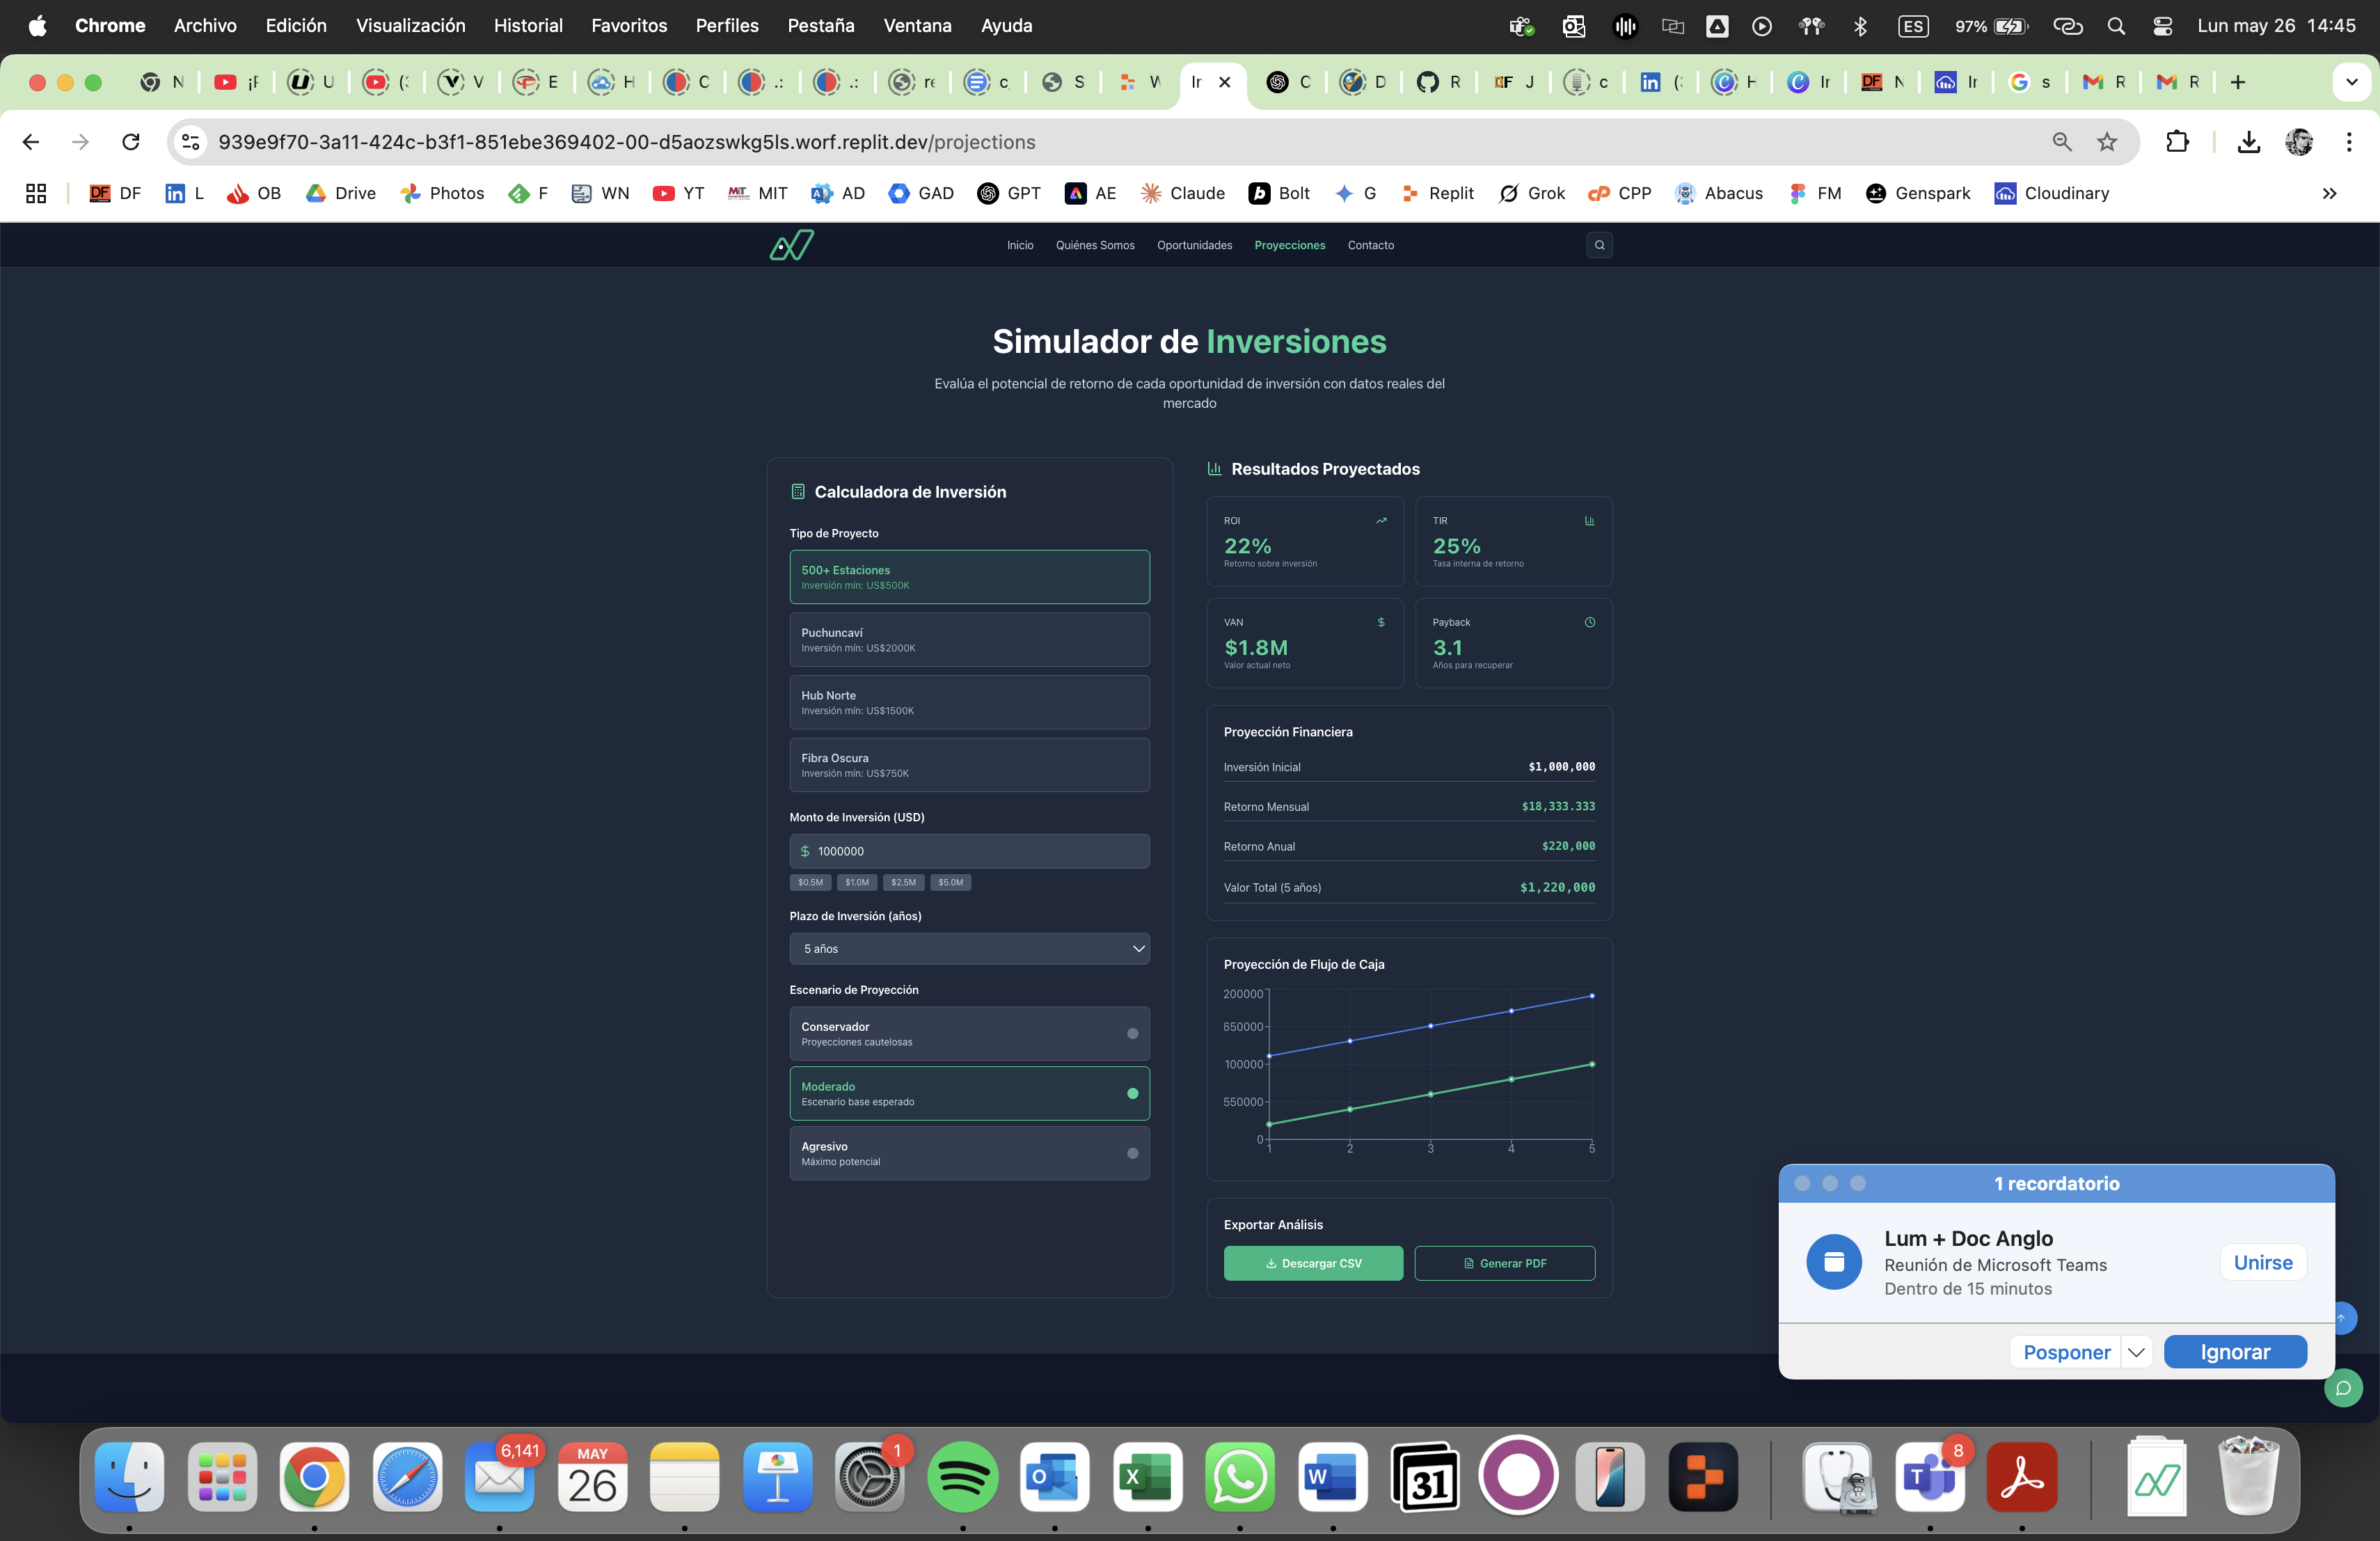 Chrome Archivo Edición Visualización Historial Favoritos Perfiles Pestaña Ventana Ayuda
ES 97% Lun may 26 14:45
939e9f70-3a11-424c-b3f1-851ebe369402-00-d5aozswkg5ls.worf.replit.dev/projections
DF L OB Drive Photos F WN YT MIT AD GAD GPT AE Claude Bolt G Replit Grok CPP Abacus FM Genspark Cloudinary
Inicio Quiénes Somos Oportunidades Proyecciones Contacto
Simulador de Inversiones
Evalúa el potencial de retorno de cada oportunidad de inversión con datos reales del
mercado
Calculadora de Inversión
Tipo de Proyecto
500+ Estaciones
Inversión mín: US$500K
Puchuncaví
Inversión mín: US$2000K
Hub Norte
Inversión mín: US$1500K
Fibra Oscura
Inversión mín: US$750K
Monto de Inversión (USD)
$ 1000000
$0.5M $1.0M $2.5M $5.0M
Plazo de Inversión (años)
5 años
Escenario de Proyección
Conservador
Proyecciones cautelosas
Moderado
Escenario base esperado
Agresivo
Máximo potencial
Resultados Proyectados
ROI
22%
Retorno sobre inversión
TIR
25%
Tasa interna de retorno
VAN
$
$1.8M
Valor actual neto
Payback
3.1
Años para recuperar
Proyección Financiera
Inversión Inicial $1,000,000
Retorno Mensual $18,333.333
Retorno Anual $220,000
Valor Total (5 años) $1,220,000
Proyección de Flujo de Caja
200000
650000
100000
550000
0
1 2 3 4 5
Exportar Análisis
Descargar CSV
Generar PDF
1 recordatorio
Lum + Doc Anglo
Reunión de Microsoft Teams
Dentro de 15 minutos
Unirse
Posponer
Ignorar
6,141
MAY
26
1
31
8